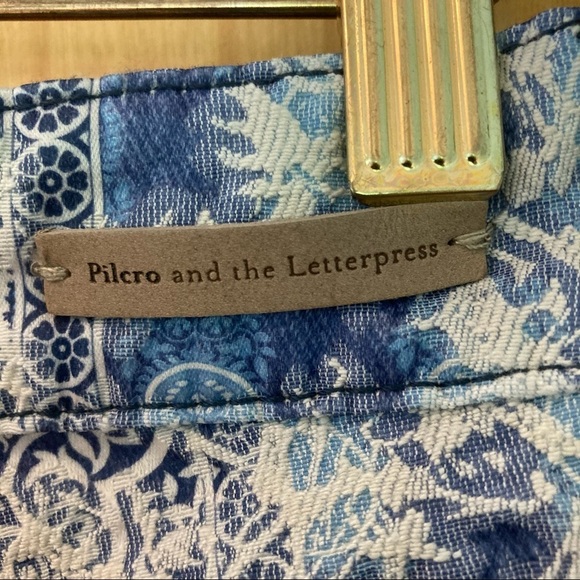 Pilcro and the Letterpress